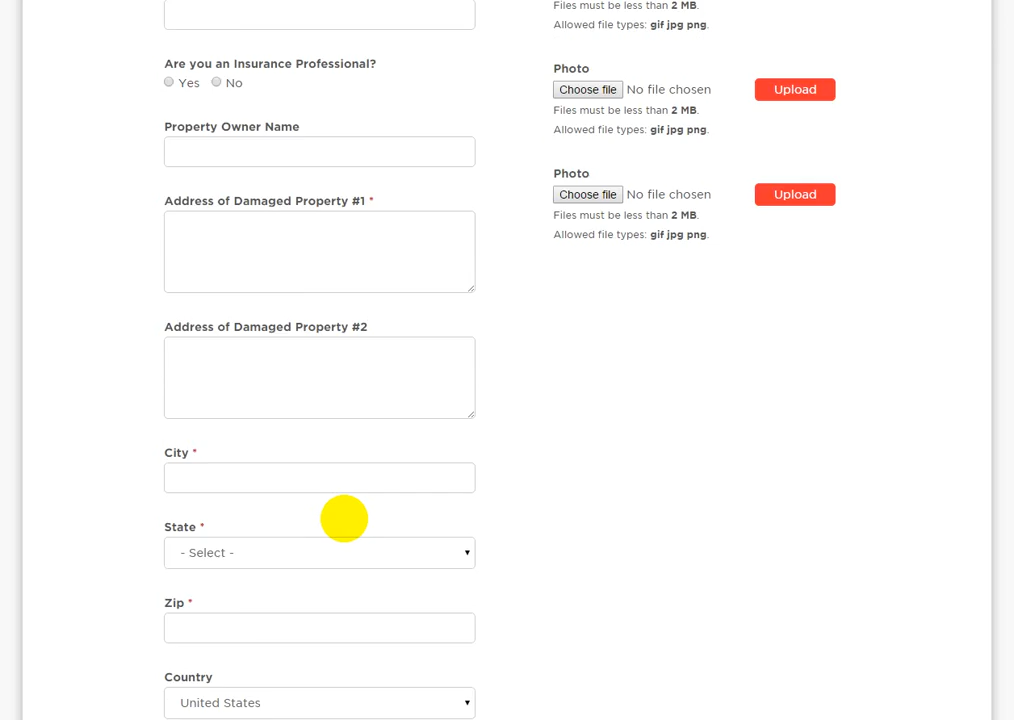 Files must be less than 2 MB.
Allowed file types: gif jpg png.
Are you an Insurance Professional?
Yes No
Photo
Choose file No file chosen Upload
Files must be less than 2 MB.
Allowed file types: gif jpg png.
Property Owner Name
Photo
Choose file No file chosen Upload
Files must be less than 2 MB.
Allowed file types: gif jpg png.
Address of Damaged Property #1 *
Address of Damaged Property #2
City *
State *
- Select -
Zip *
Country
United States